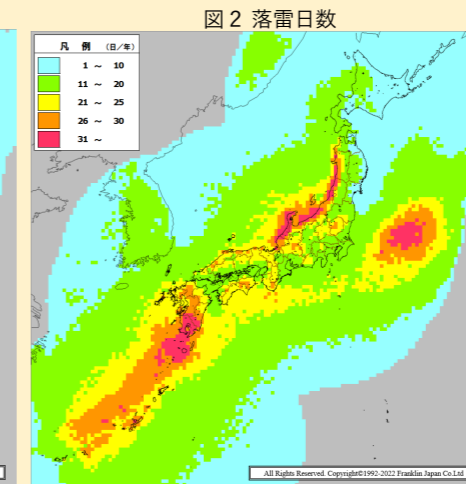 図2 落雷日数
凡 例 (日/年)
1 ～ 10
11 ～ 20
21 ～ 25
26 ～ 30
31 ～
All Rights Reserved. Copyright©1992-2022 Franklin Japan Co.Ltd